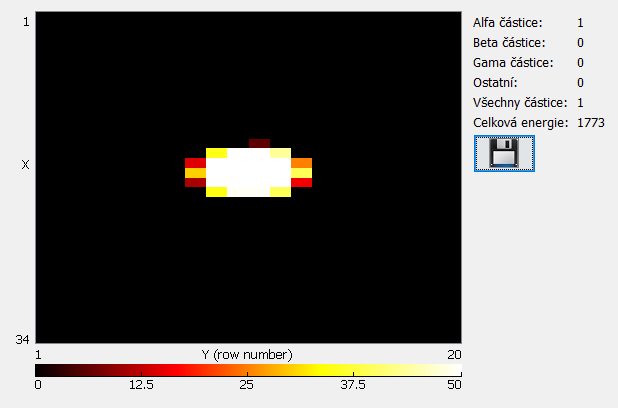 1
X
34
1 Y (row number) 20
0 12.5 25 37.5 50
Alfa částice: 1
Beta částice: 0
Gama částice: 0
Ostatní: 0
Všechny částice: 1
Celková energie: 1773